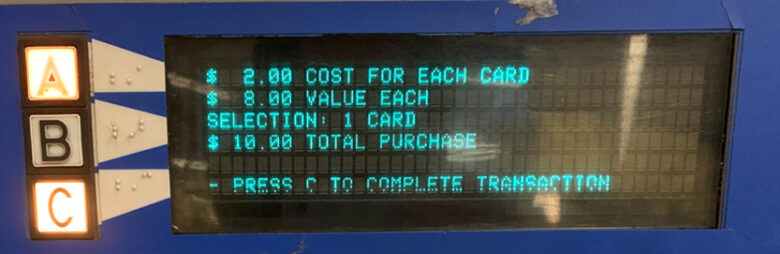 A
$ 2.00 COST FOR EACH CARD
$ 8.00 VALUE EACH
B
SELECTION: 1 CARD
$ 10.00 TOTAL PURCHASE
C
- PRESS C TO COMPLETE TRANSACTION